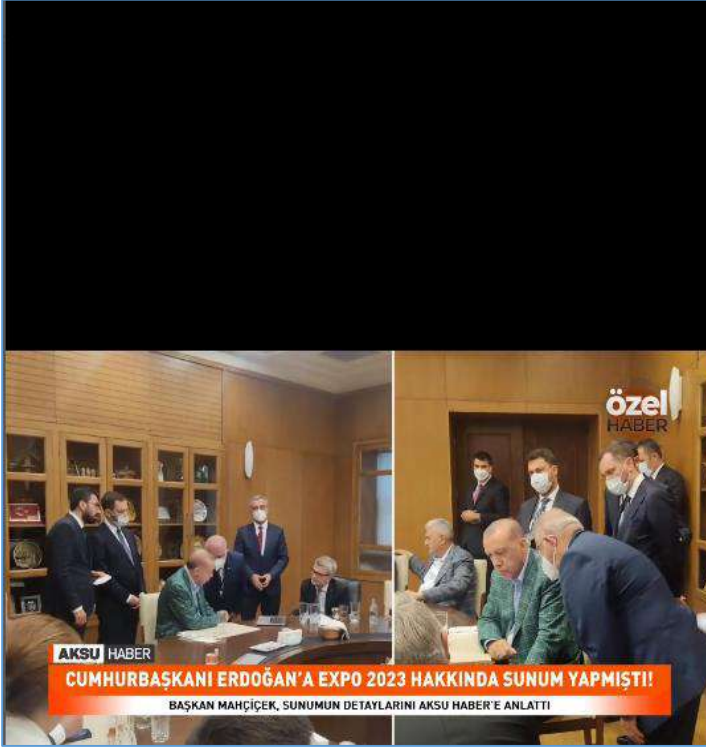 özel
HABER
AKSU HABER
CUMHURBAŞKANI ERDOĞAN'A EXPO 2023 HAKKINDA SUNUM YAPMIŞTI!
BAŞKAN MAHÇİÇEK, SUNUMUN DETAYLARINI AKSU HABER'E ANLATTI